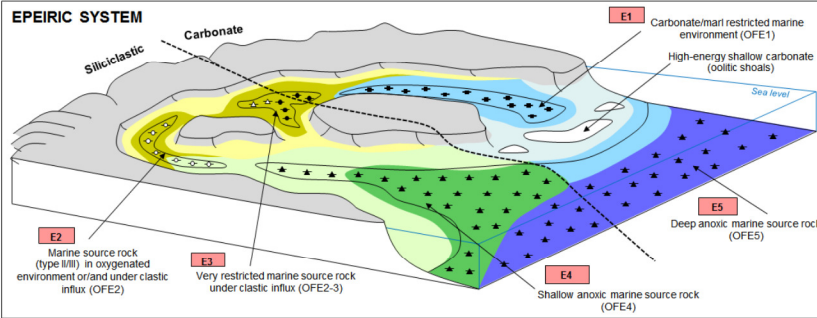 EPEIRIC SYSTEM
Siliciclastic
Carbonate
E1
Carbonate/marl restricted marine
environment (OFE1)
High-energy shallow carbonate
(oolitic shoals)
Sea level
E5
Deep anoxic marine source rock
(OFE5)
E2
Marine source rock
(type II/III) in oxygenated
environment or/and under clastic
influx (OFE2)
E3
Very restricted marine source rock
under clastic influx (OFE2-3)
E4
Shallow anoxic marine source rock
(OFE4)